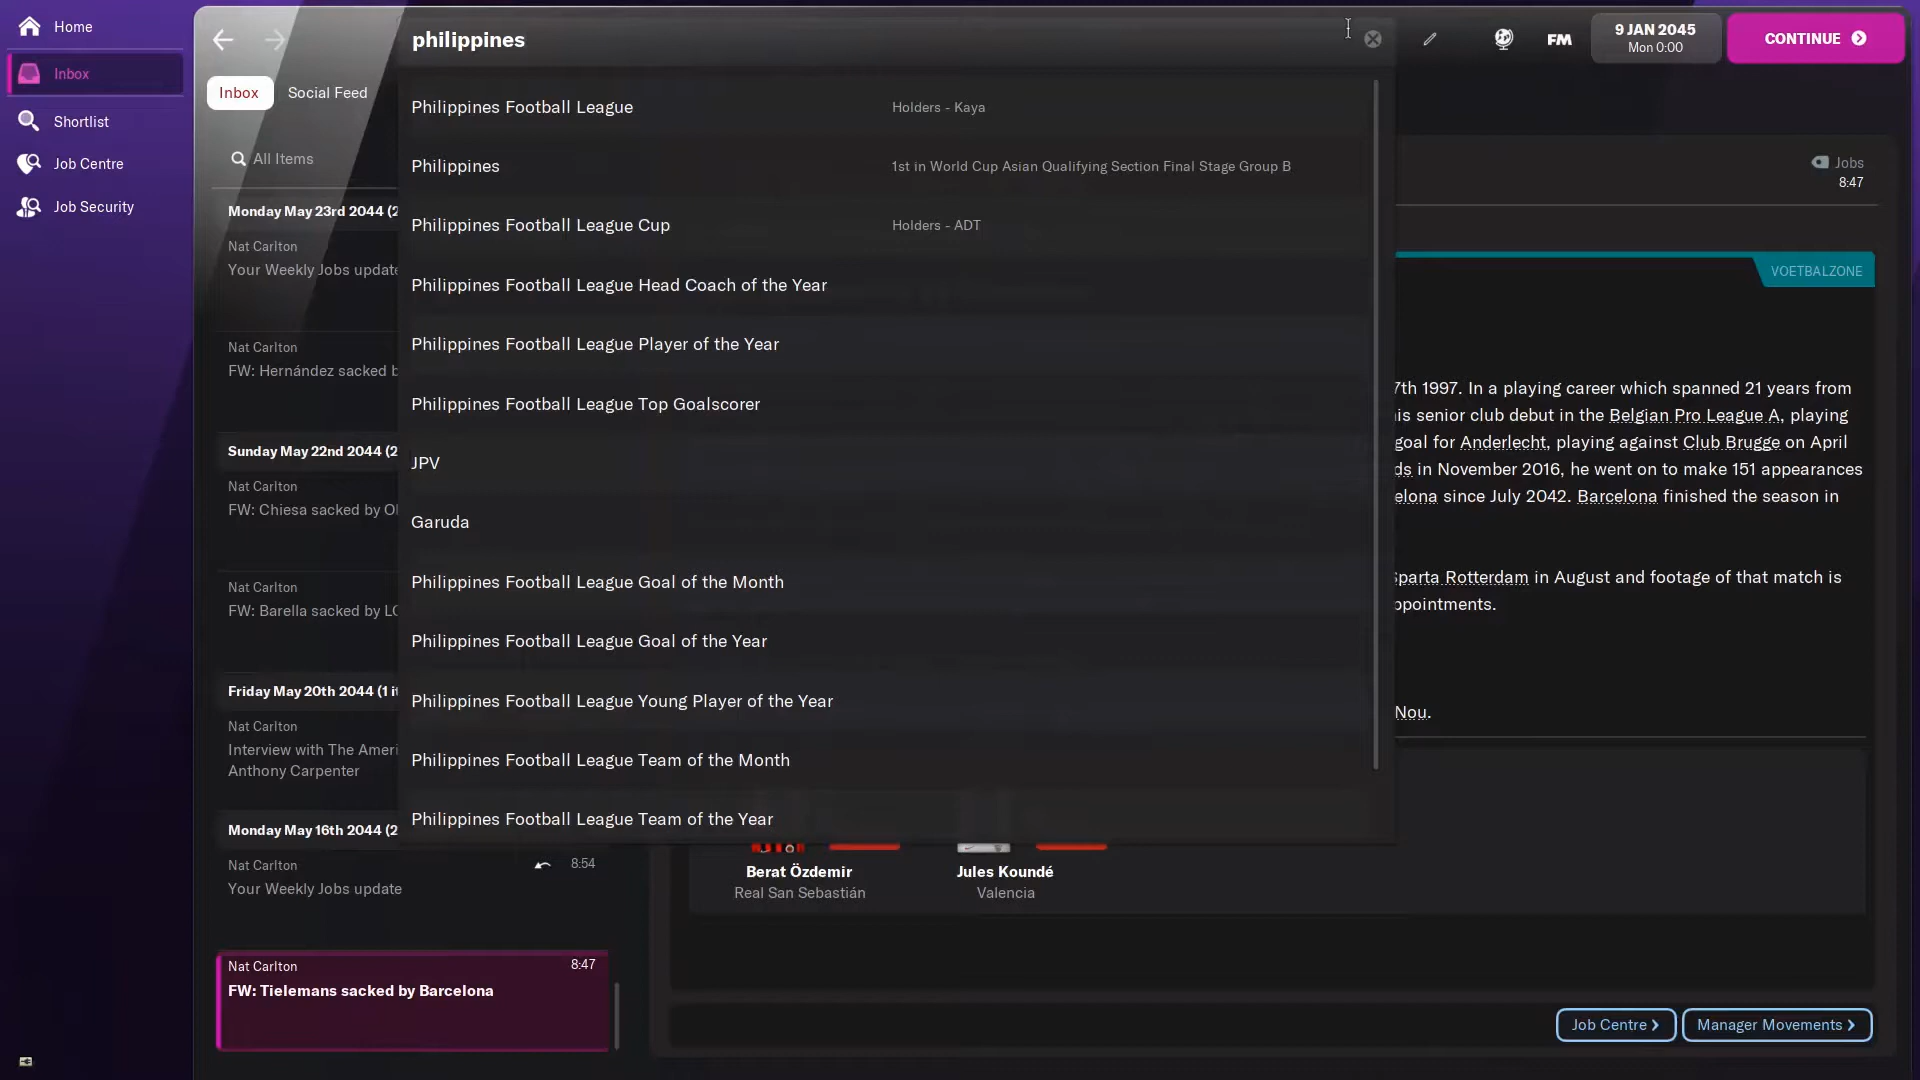 Home
Inbox
Shortlist
Job Centre
Job Security
philippines
FM
9 JAN 2045
Mon 0:00
CONTINUE
Inbox
Social Feed
All Items
Philippines Football League
Holders - Kaya
Philippines
1st in World Cup Asian Qualifying Section Final Stage Group B
Philippines Football League Cup
Holders - ADT
Philippines Football League Head Coach of the Year
Philippines Football League Player of the Year
Philippines Football League Top Goalscorer
JPV
Garuda
Philippines Football League Goal of the Month
Philippines Football League Goal of the Year
Philippines Football League Young Player of the Year
Philippines Football League Team of the Month
Philippines Football League Team of the Year
Monday May 23rd 2044 (2
Nat Carlton
Your Weekly Jobs update
Nat Carlton
FW: Hernández sacked b
Sunday May 22nd 2044 (2
Nat Carlton
FW: Chiesa sacked by Ol
Nat Carlton
FW: Barella sacked by LO
Friday May 20th 2044 (1 it
Nat Carlton
Interview with The Ameri
Anthony Carpenter
Monday May 16th 2044 (2
Nat Carlton
8:54
Your Weekly Jobs update
Nat Carlton
8:47
FW: Tielemans sacked by Barcelona
Jobs
8:47
VOETBALZONE
7th 1997. In a playing career which spanned 21 years from
is senior club debut in the Belgian Pro League A, playing
goal for Anderlecht, playing against Club Brugge on April
ds in November 2016, he went on to make 151 appearances
elona since July 2042. Barcelona finished the season in
Sparta Rotterdam in August and footage of that match is
ppointments.
Nou.
Berat Özdemir
Real San Sebastián
Jules Koundé
Valencia
Job Centre
Manager Movements